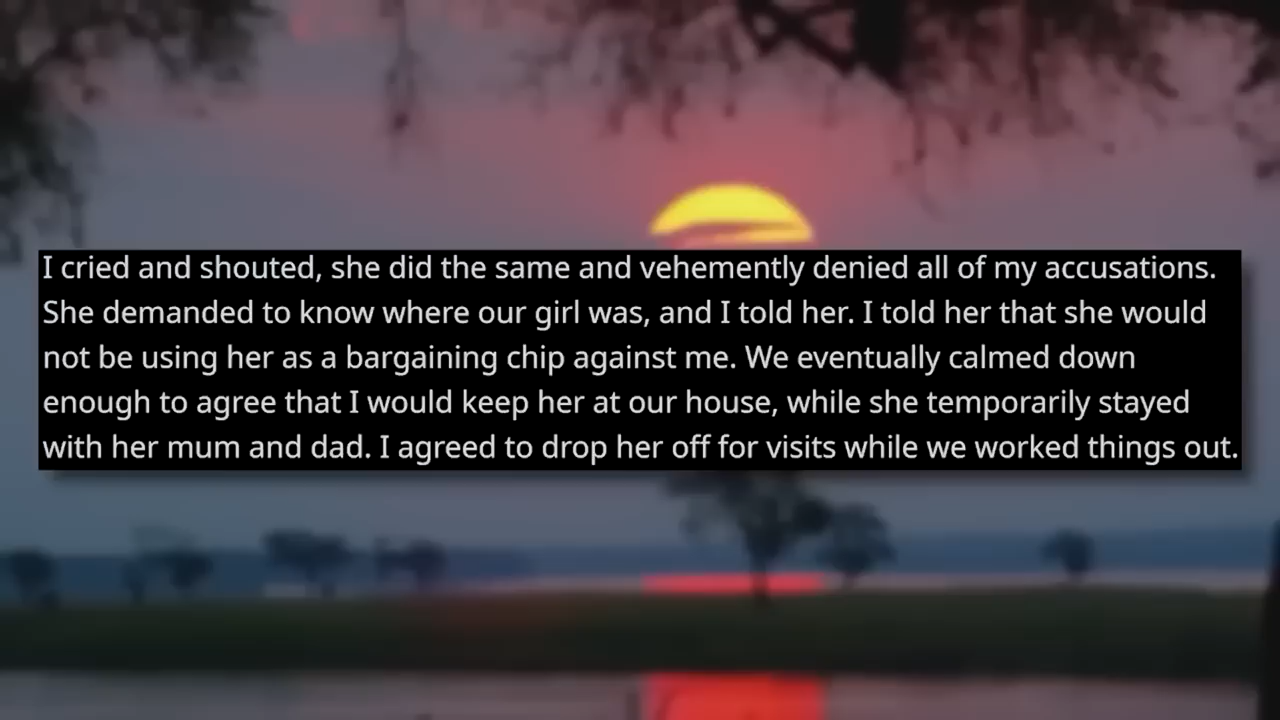 I cried and shouted, she did the same and vehemently denied all of my accusations.
She demanded to know where our girl was, and I told her. I told her that she would
not be using her as a bargaining chip against me. We eventually calmed down
enough to agree that I would keep her at our house, while she temporarily stayed
with her mum and dad. I agreed to drop her off for visits while we worked things out.